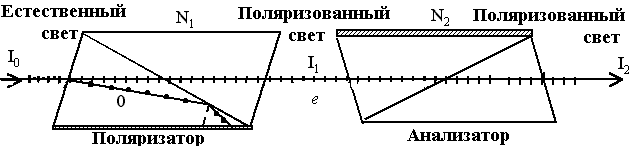 Естественный свет
N1
Поляризованный свет
N2
Поляризованный свет
I0
I1
I2
0
e
Поляризатор
Анализатор